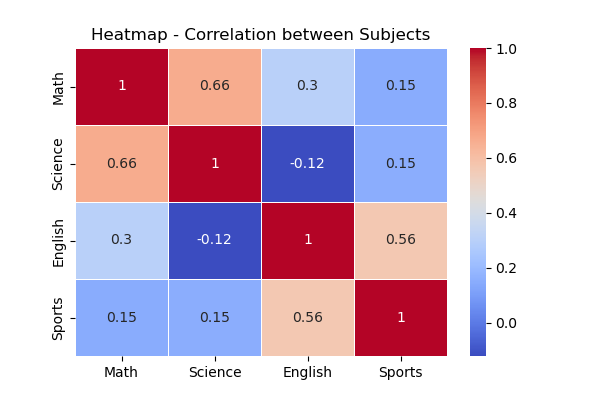 Heatmap - Correlation between Subjects
Math 1 0.66 0.3 0.15
Science 0.66 1 -0.12 0.15
English 0.3 -0.12 1 0.56
Sports 0.15 0.15 0.56 1
Math Science English Sports
1.0
0.8
0.6
0.4
0.2
0.0